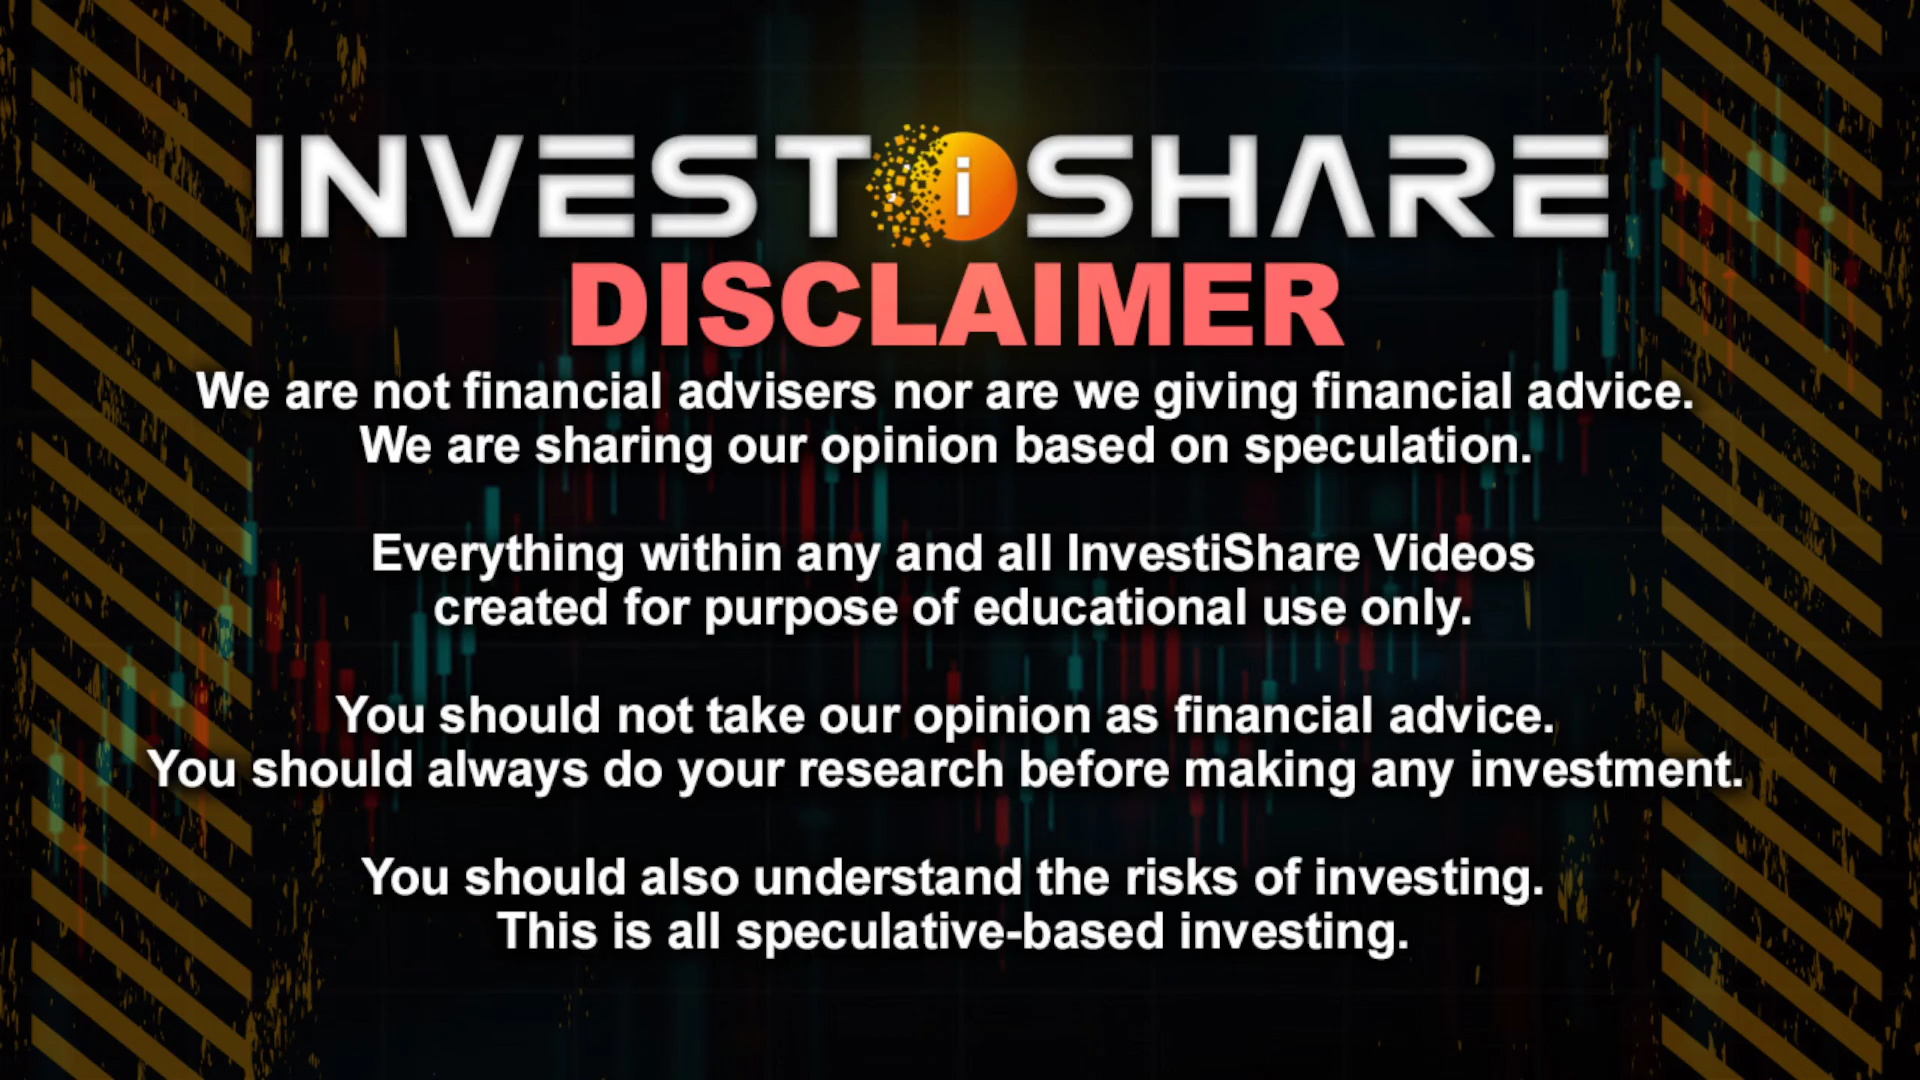 INVESTiSHARE
DISCLAIMER
We are not financial advisers nor are we giving financial advice.
We are sharing our opinion based on speculation.
Everything within any and all InvestiShare Videos
created for purpose of educational use only.
You should not take our opinion as financial advice.
You should always do your research before making any investment.
You should also understand the risks of investing.
This is all speculative-based investing.